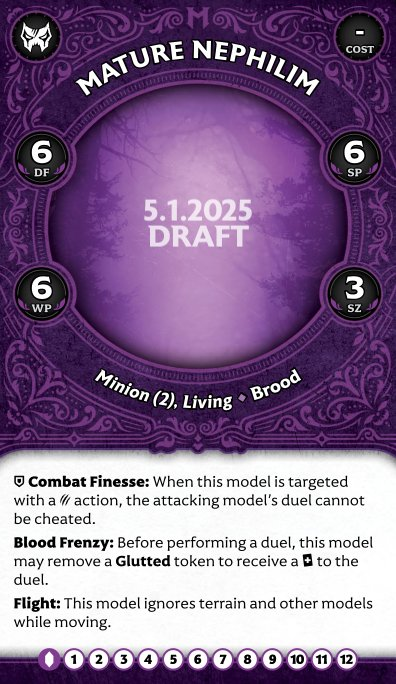 -
COST
MATURE NEPHILIM
6
DF
6
SP
5.1.2025
DRAFT
6
WP
3
SZ
Minion (2), Living ♦ Brood
Combat Finesse: When this model is targeted
with a action, the attacking model's duel cannot
be cheated.
Blood Frenzy: Before performing a duel, this model
may remove a Glutted token to receive a + to the
duel.
Flight: This model ignores terrain and other models
while moving.
1 2 3 4 5 6 7 8 9 10 11 12